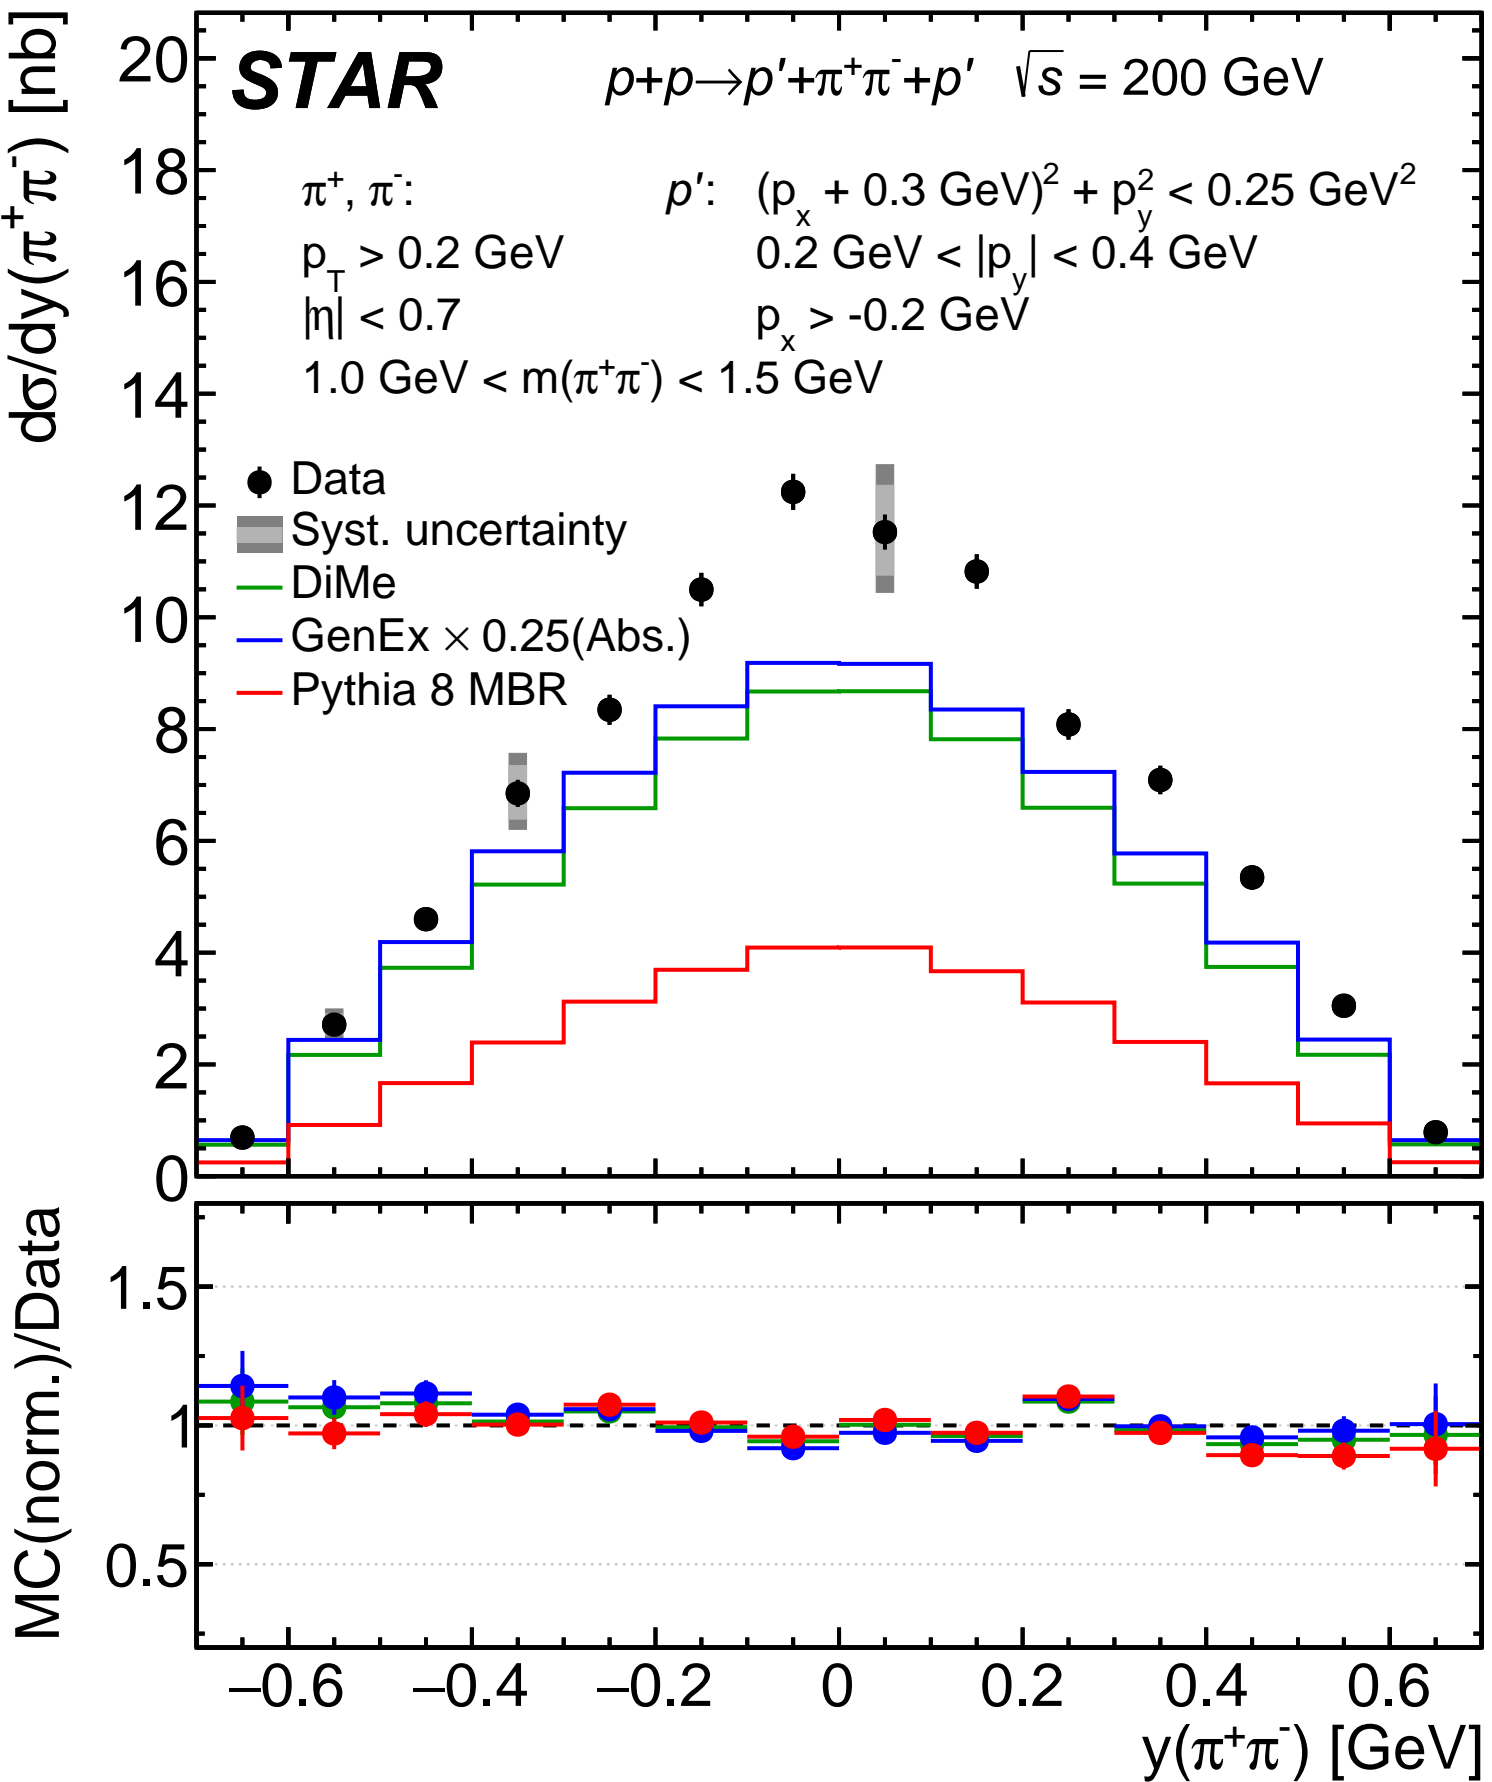 dσ/dy(π⁺π⁻) [nb]
20
18
16
14
12
10
8
6
4
2
0
STAR p+p→p′+π⁺π⁻+p′ √s = 200 GeV
π⁺, π⁻: p′: (pₓ + 0.3 GeV)² + p_y² < 0.25 GeV²
p_T > 0.2 GeV 0.2 GeV < |p_y| < 0.4 GeV
|η| < 0.7 pₓ > -0.2 GeV
1.0 GeV < m(π⁺π⁻) < 1.5 GeV
Data
Syst. uncertainty
DiMe
GenEx × 0.25(Abs.)
Pythia 8 MBR
MC(norm.)/Data
1.5
1
0.5
−0.6 −0.4 −0.2 0 0.2 0.4 0.6
y(π⁺π⁻) [GeV]